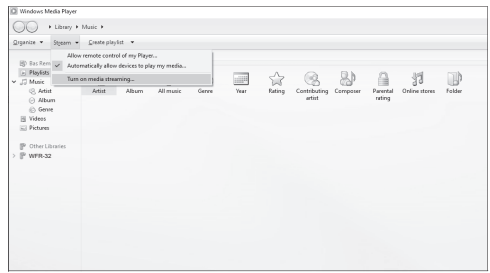 Windows Media Player
Library Music
Organize Stream Create playlist
Allow remote control of my Player...
Automatically allow devices to play my media...
Turn on media streaming...
Bas Rem
Playlists
Music
Artist
Album
Genre
Videos
Pictures
Other Libraries
WFR-32
Artist Album All music Genre Year Rating Contributing artist Composer Parental rating Online stores Folder